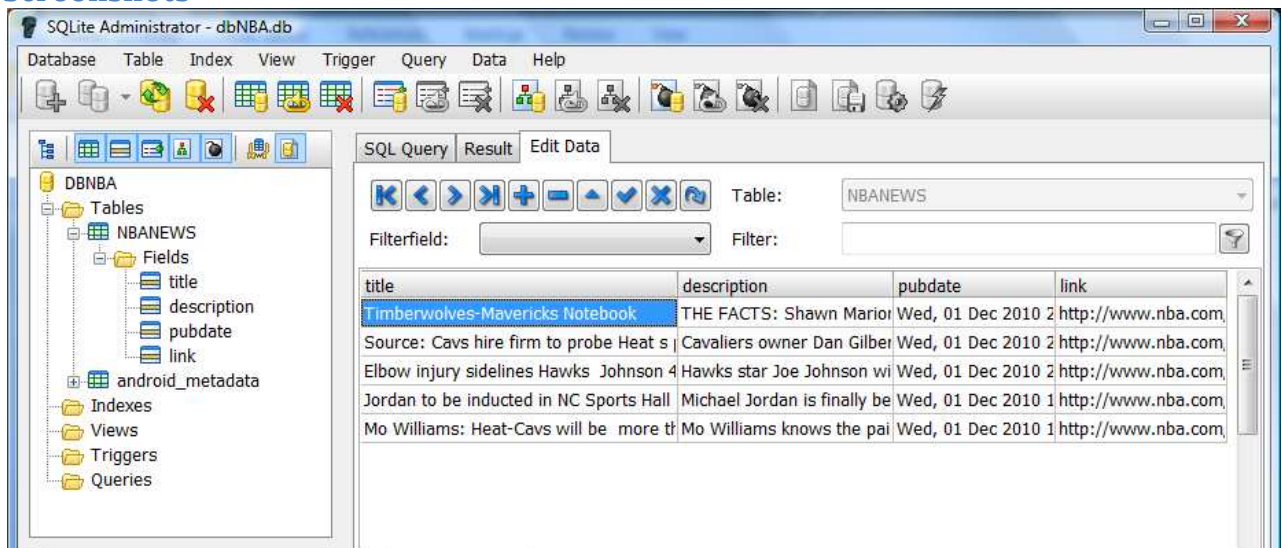 SQLite Administrator - dbNBA.db
Database Table Index View Trigger Query Data Help
SQL Query Result Edit Data
DBNBA
Tables
NBANEWS
Fields
title
description
pubdate
link
android_metadata
Indexes
Views
Triggers
Queries
Table: NBANEWS
Filterfield: Filter:
title description pubdate link
Timberwolves-Mavericks Notebook THE FACTS: Shawn Marion Wed, 01 Dec 2010 2 http://www.nba.com,
Source: Cavs hire firm to probe Heat s Cavaliers owner Dan Gilber Wed, 01 Dec 2010 2 http://www.nba.com,
Elbow injury sidelines Hawks Johnson 4 Hawks star Joe Johnson wi Wed, 01 Dec 2010 2 http://www.nba.com,
Jordan to be inducted in NC Sports Hall Michael Jordan is finally be Wed, 01 Dec 2010 1 http://www.nba.com,
Mo Williams: Heat-Cavs will be more th Mo Williams knows the pai Wed, 01 Dec 2010 1 http://www.nba.com,